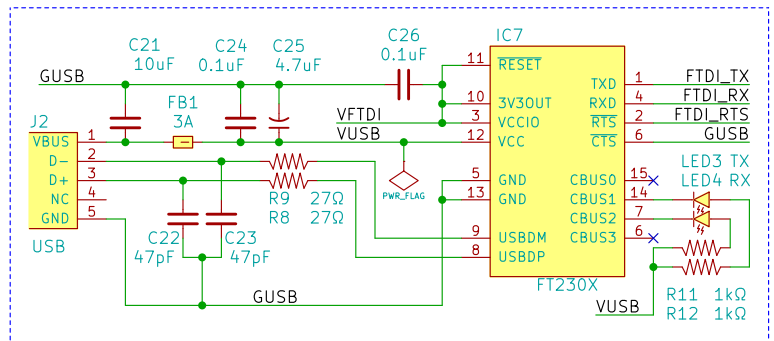 C21
10uF
C24
0.1uF
C25
4.7uF
C26
0.1uF
IC7
GUSB
FB1
3A
VFTDI
VUSB
J2
VBUS 1
D- 2
D+ 3
NC 4
GND 5
USB
PWR_FLAG
R9 27Ω
R8 27Ω
C22
47pF
C23
47pF
GUSB
11 RESET
10 3V3OUT
3 VCCIO
12 VCC
5 GND
13 GND
9 USBDM
8 USBDP
TXD 1 FTDI_TX
RXD 4 FTDI_RX
RTS 2 FTDI_RTS
CTS 6 GUSB
CBUS0 15
CBUS1 14
CBUS2 7
CBUS3 6
FT230X
LED3 TX
LED4 RX
VUSB
R11 1kΩ
R12 1kΩ